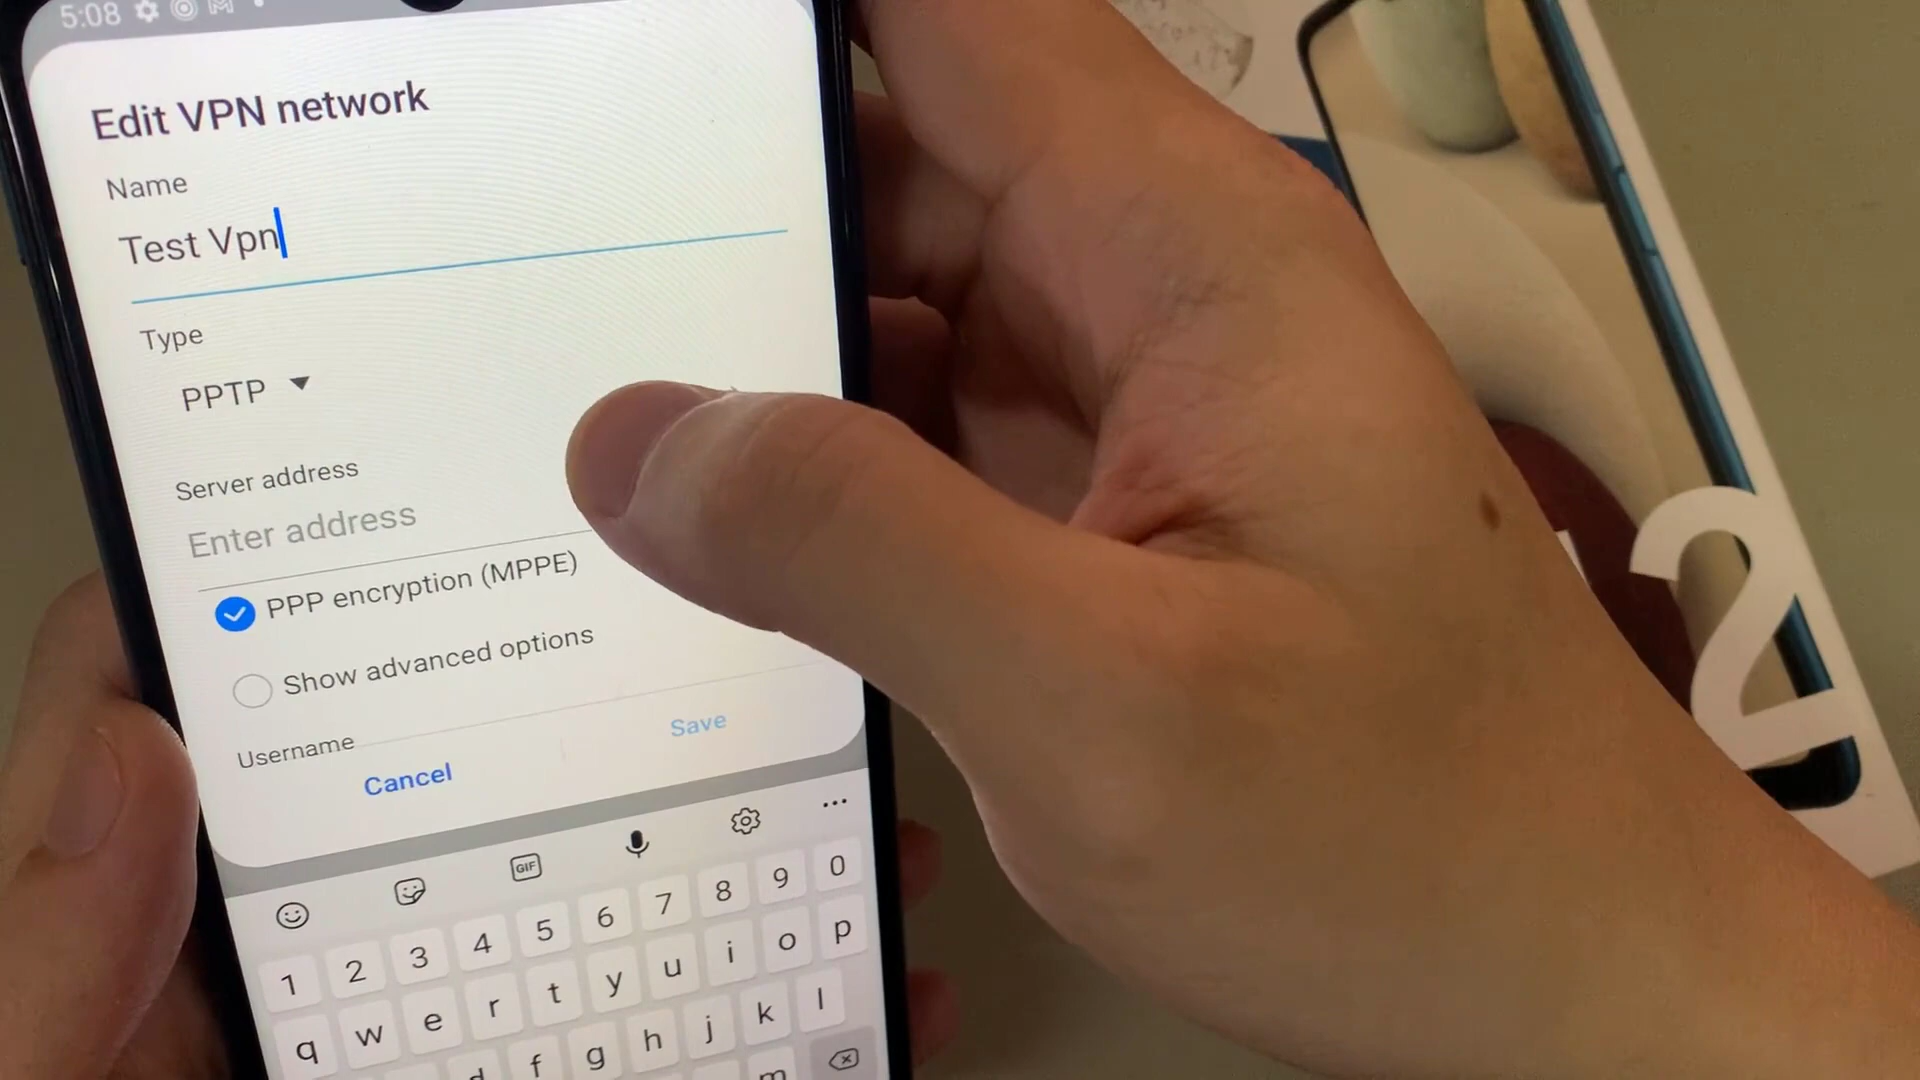 5:08
Edit VPN network
Name
Test Vpn
Type
PPTP
Server address
Enter address
PPP encryption (MPPE)
Show advanced options
Username
Cancel
Save
GIF
1 2 3 4 5 6 7 8 9 0
q w e r t y u i o p
d f g h j k l
m
2